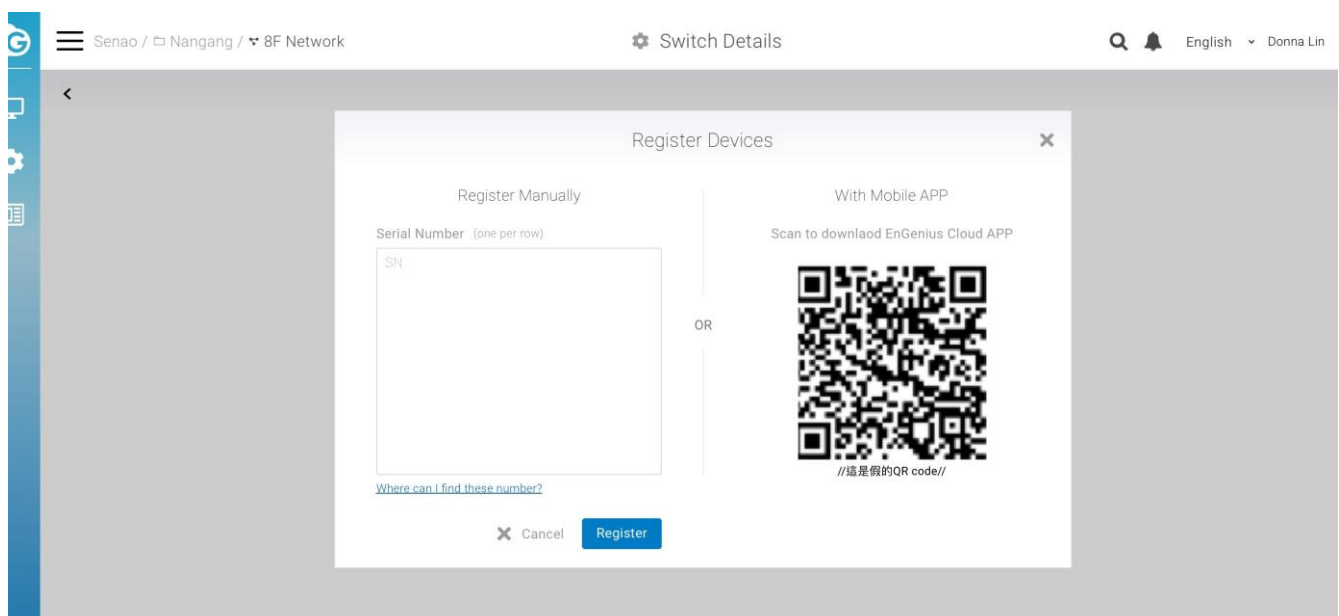 Senao / Nangang / 8F Network
Switch Details
English
Donna Lin
Register Devices
Register Manually
Serial Number (one per row)
SN
Where can I find these number?
Cancel
Register
OR
With Mobile APP
Scan to downlaod EnGenius Cloud APP
//這是假的QR code//